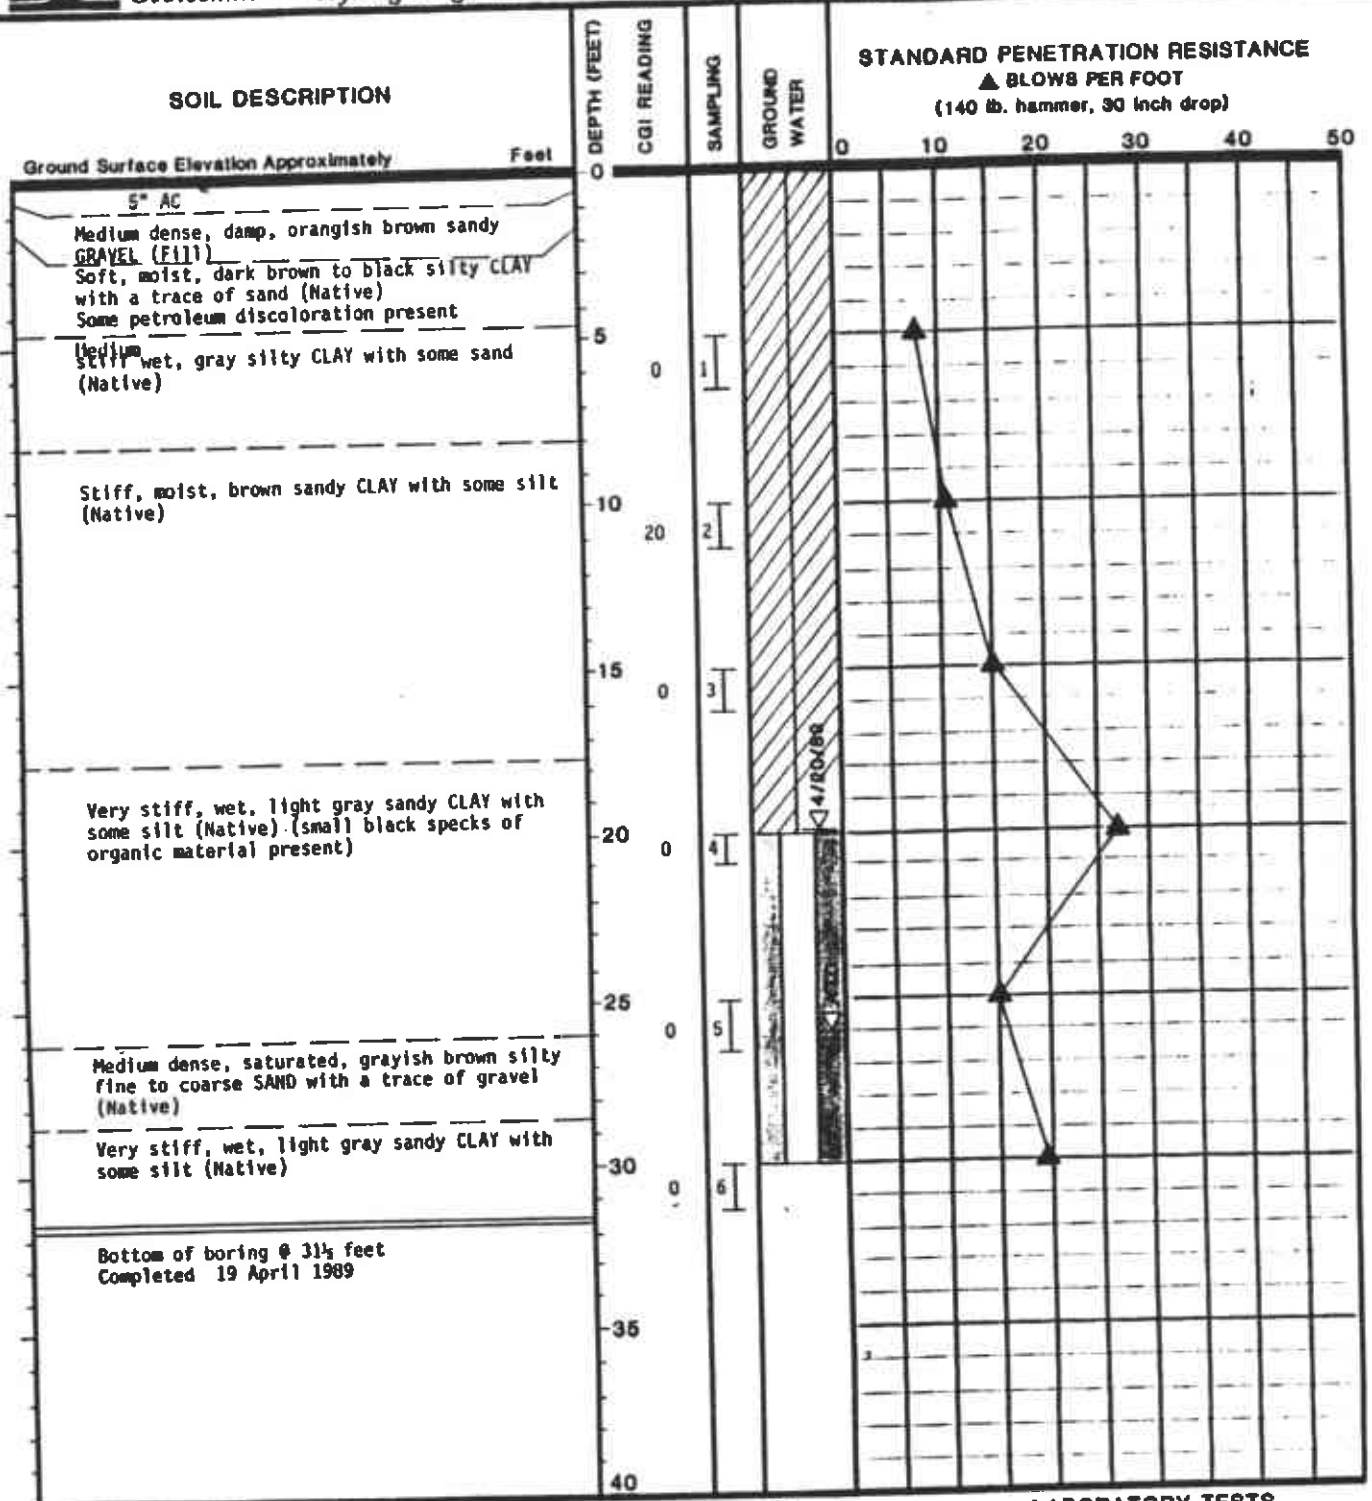 SOIL DESCRIPTION
Ground Surface Elevation Approximately Feet
DEPTH (FEET)
CGI READING
SAMPLING
GROUND
WATER
STANDARD PENETRATION RESISTANCE
▲ BLOWS PER FOOT
(140 lb. hammer, 30 inch drop)
0 10 20 30 40 50
0
5" AC
Medium dense, damp, orangish brown sandy
GRAVEL (Fill)
Soft, moist, dark brown to black silty CLAY
with a trace of sand (Native)
Some petroleum discoloration present
5
Medium
stiff wet, gray silty CLAY with some sand
(Native)
0 1
Stiff, moist, brown sandy CLAY with some silt
(Native)
10
20 2
15
0 3
4/20/89
Very stiff, wet, light gray sandy CLAY with
some silt (Native) (small black specks of
organic material present)
20
0 4
25
0 5
Medium dense, saturated, grayish brown silty
fine to coarse SAND with a trace of gravel
(Native)
Very stiff, wet, light gray sandy CLAY with
some silt (Native)
30
0 6
Bottom of boring @ 31½ feet
Completed 19 April 1989
35
40
LABORATORY TESTS